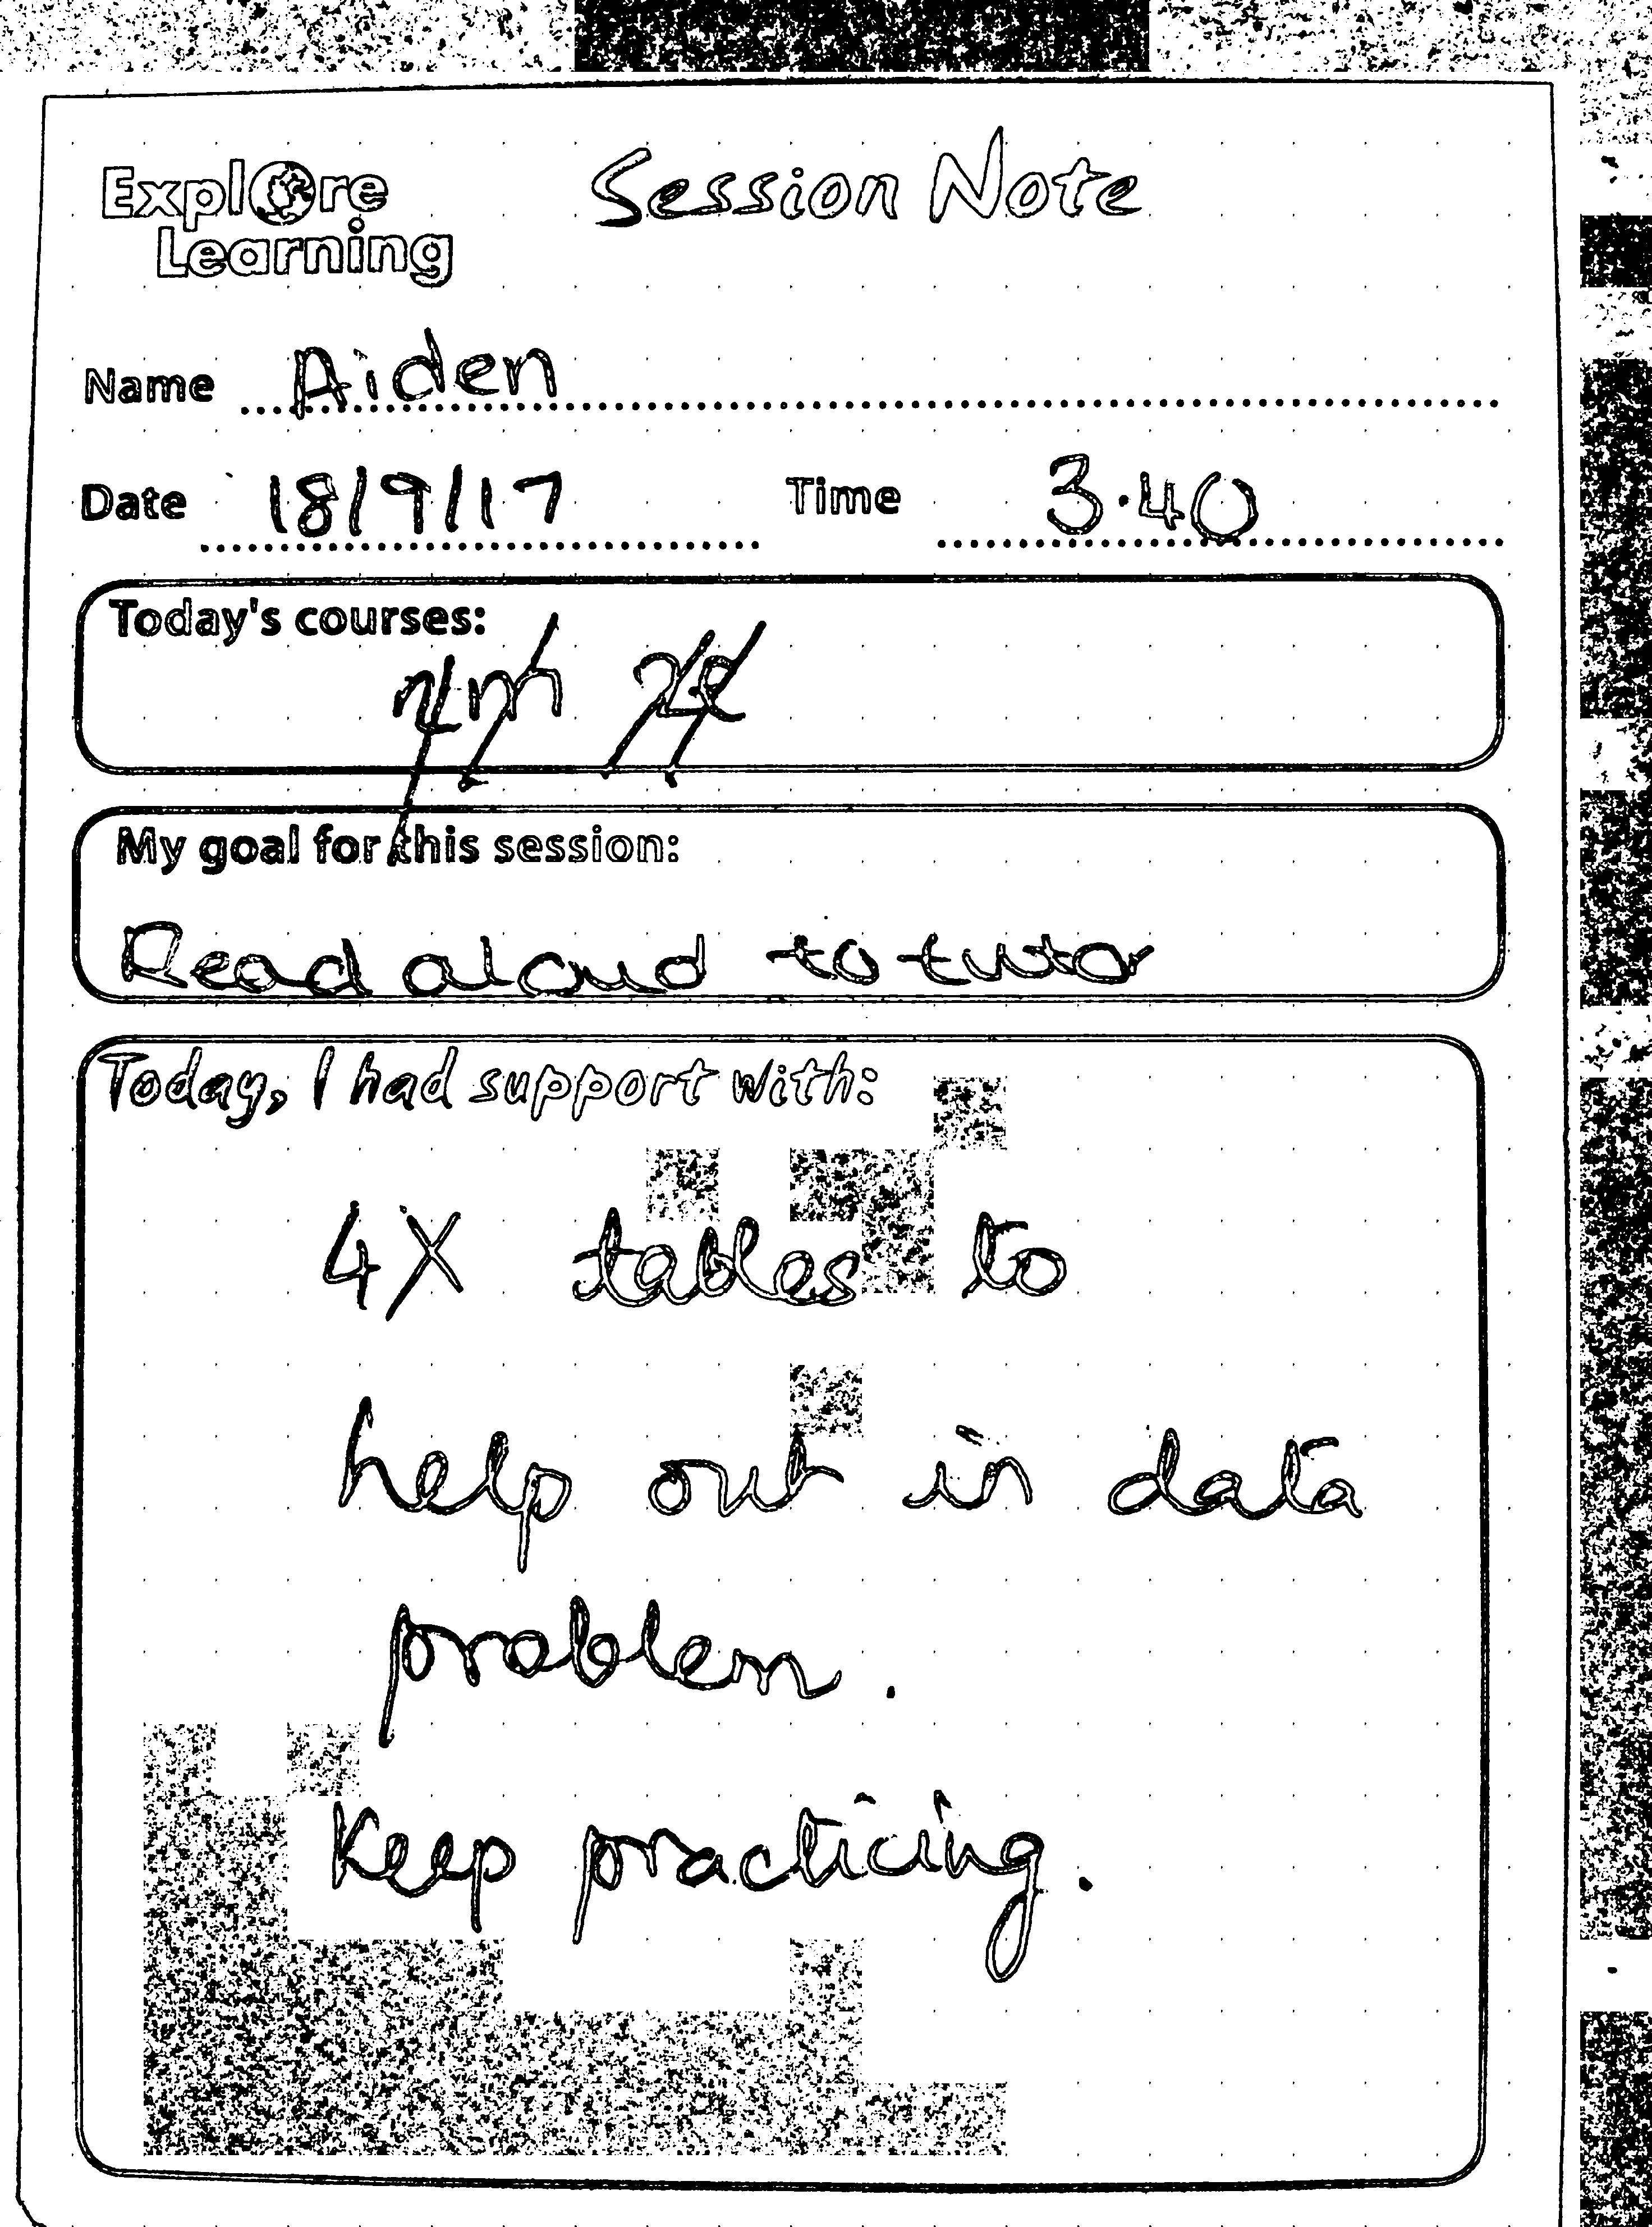 Explore
Learning
Session Note
Name Aiden
Date 18/9/17 Time 3.40
Today's courses:
My goal for this session:
Read aloud to tutor
Today, I had support with:
4X tables to
help out in data
problem.
Keep practicing.